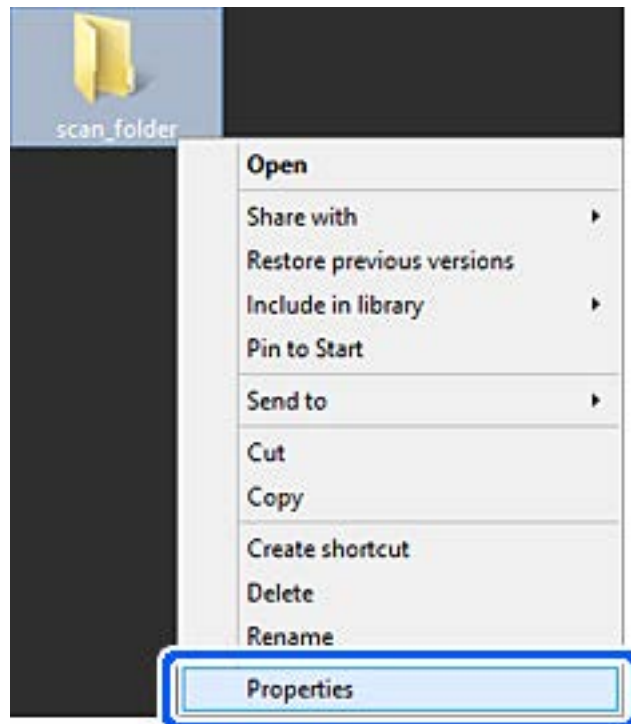 scan_folder
Open
Share with
Restore previous versions
Include in library
Pin to Start
Send to
Cut
Copy
Create shortcut
Delete
Rename
Properties